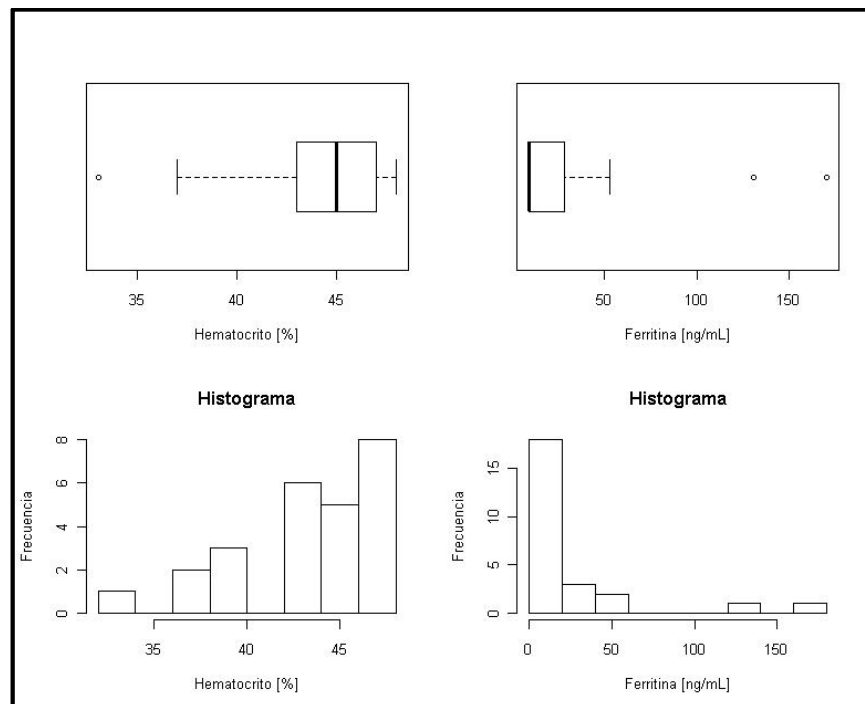 35 40 45
Hematocrito [%]
50 100 150
Ferritina [ng/mL]
Histograma
Frecuencia
0 2 4 6 8
35 40 45
Hematocrito [%]
Histograma
Frecuencia
0 5 10 15
0 50 100 150
Ferritina [ng/mL]